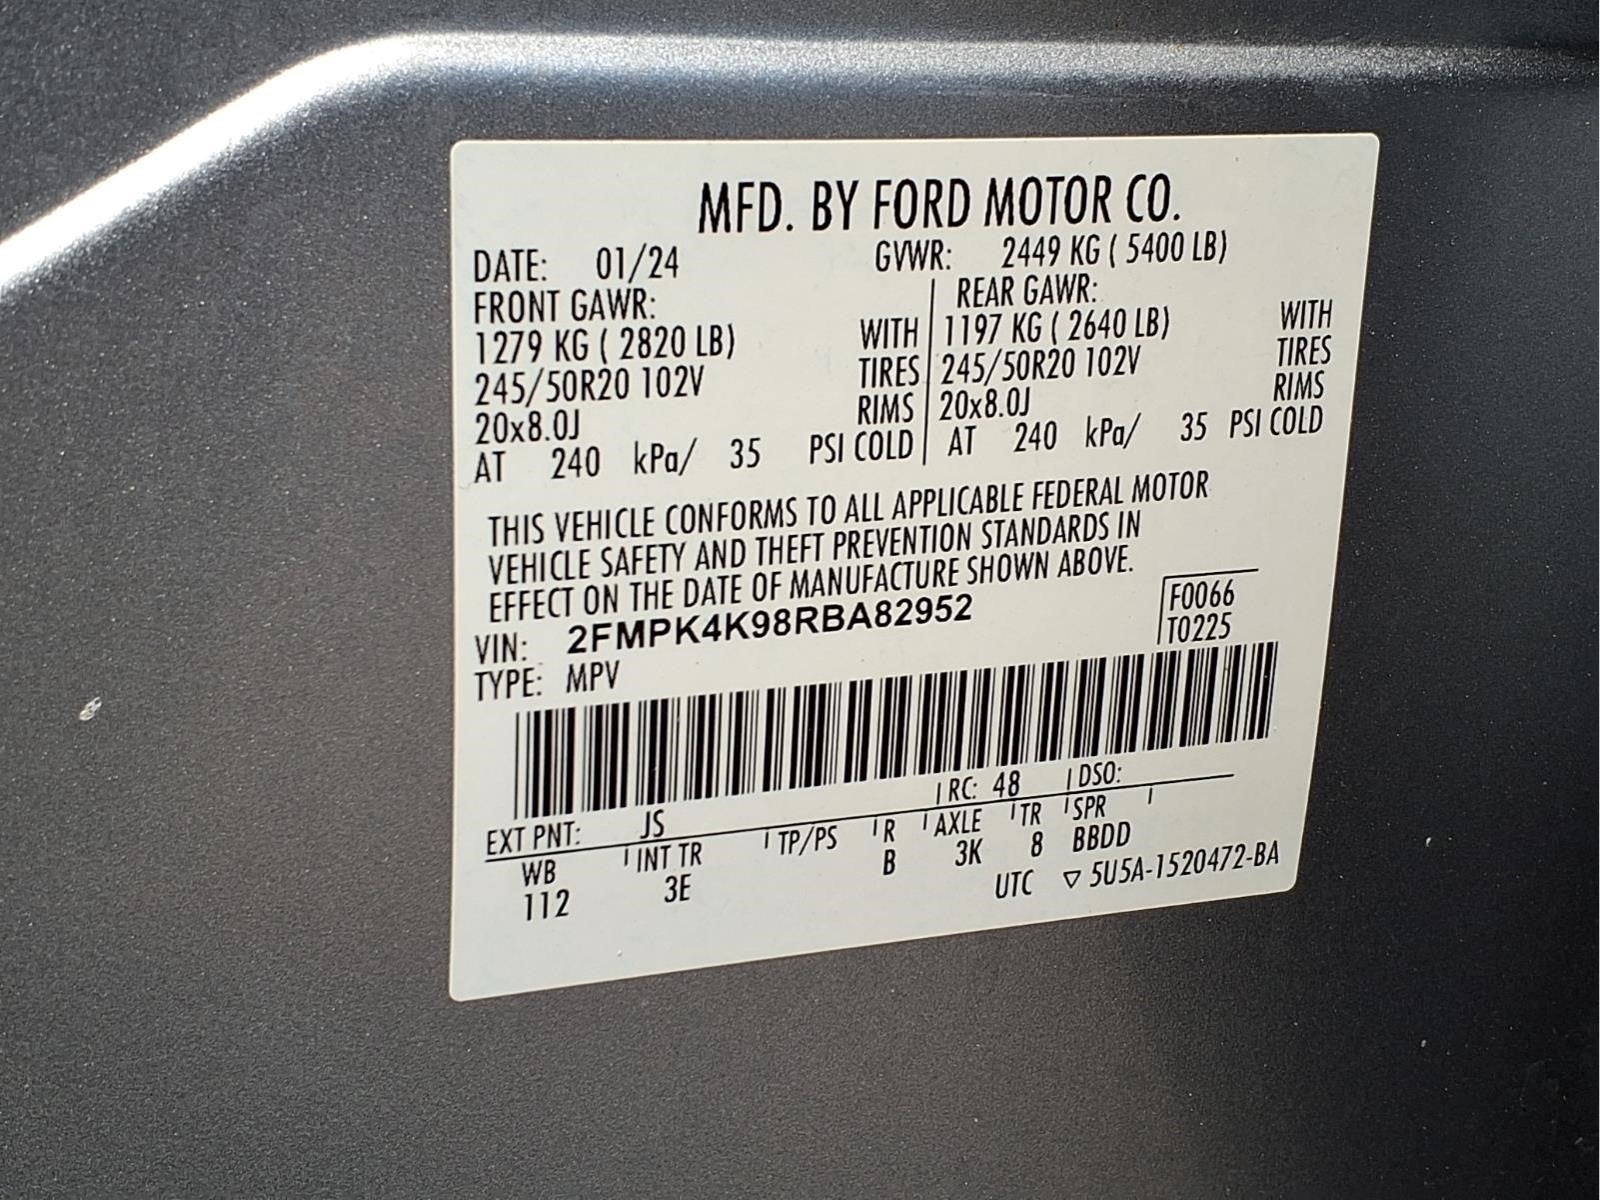 MFD. BY FORD MOTOR CO.
DATE: 01/24 GVWR: 2449 KG ( 5400 LB)
FRONT GAWR: REAR GAWR:
1279 KG ( 2820 LB) WITH 1197 KG ( 2640 LB) WITH
245/50R20 102V TIRES 245/50R20 102V TIRES
20x8.0J RIMS 20x8.0J RIMS
AT 240 kPa/ 35 PSI COLD AT 240 kPa/ 35 PSI COLD
THIS VEHICLE CONFORMS TO ALL APPLICABLE FEDERAL MOTOR
VEHICLE SAFETY AND THEFT PREVENTION STANDARDS IN
EFFECT ON THE DATE OF MANUFACTURE SHOWN ABOVE.
VIN: 2FMPK4K98RBA82952 F0066
TYPE: MPV T0225
EXT PNT: JS RC: 48 DSO:
WB INT TR TP/PS R AXLE TR SPR
112 3E B 3K 8 BBDD
UTC ▽ 5U5A-1520472-BA